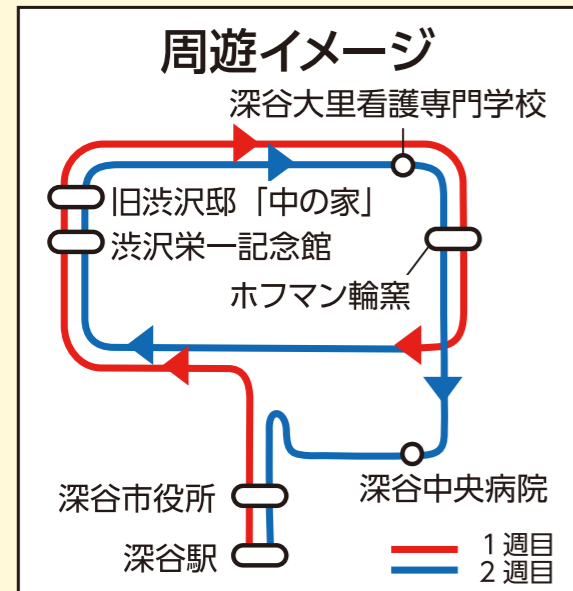 周遊イメージ
深谷大里看護専門学校
旧渋沢邸「中の家」
渋沢栄一記念館
ホフマン輪窯
深谷中央病院
深谷市役所
深谷駅
1週目
2週目